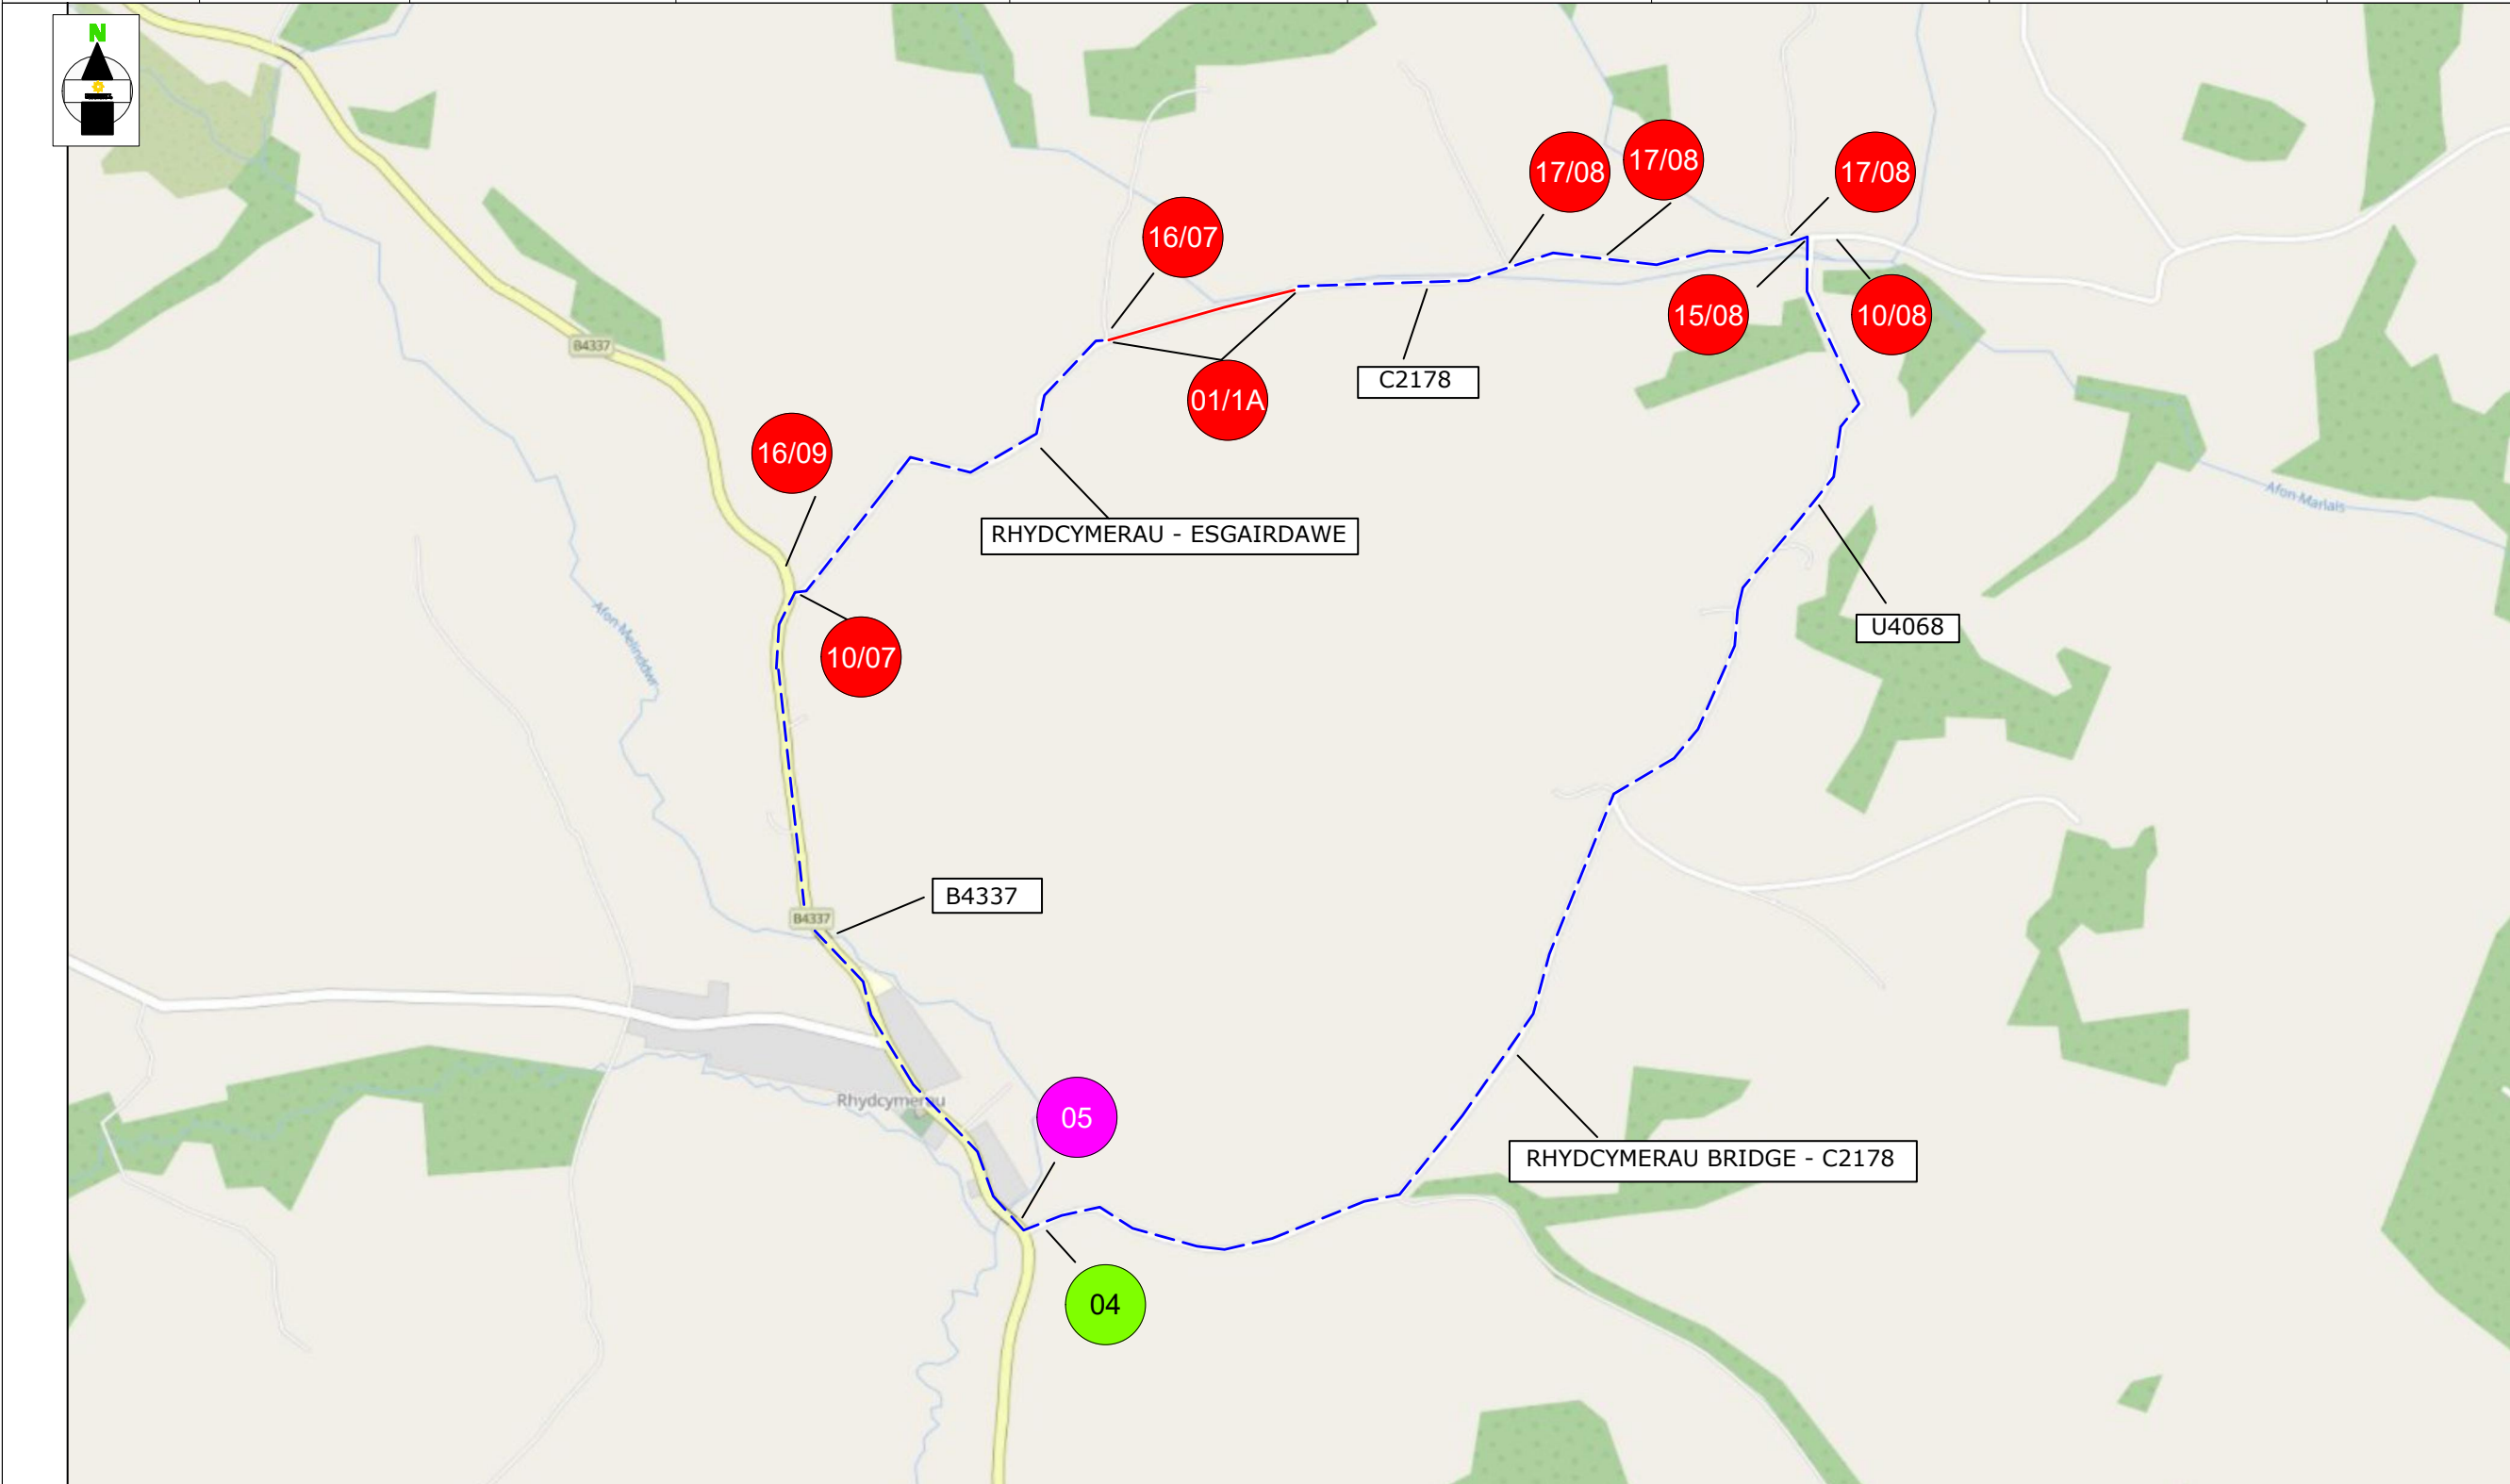 N
17/08
17/08
17/08
16/07
15/08
10/08
B4337
C2178
01/1A
16/09
Afon Marlais
RHYDCYMERAU - ESGAIRDAWE
Afon Melinddwr
U4068
10/07
B4337
B4337
Rhydcymerau
05
RHYDCYMERAU BRIDGE - C2178
04